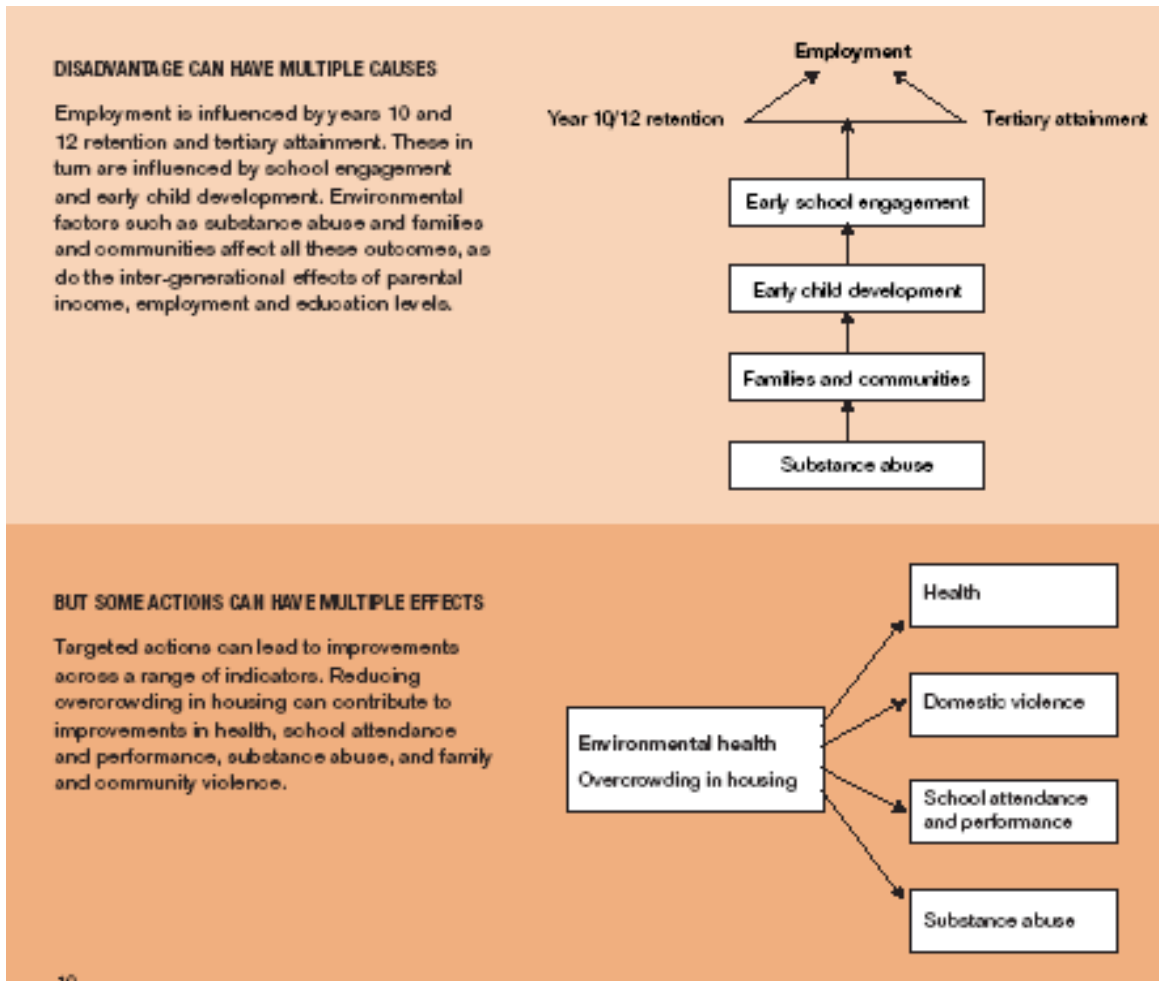 DISADVANTAGE CAN HAVE MULTIPLE CAUSES
Employment is influenced by years 10 and
12 retention and tertiary attainment. These in
turn are influenced by school engagement
and early child development. Environmental
factors such as substance abuse and families
and communities affect all these outcomes, as
do the inter-generational effects of parental
income, employment and education levels.
Employment
Year 10/12 retention
Tertiary attainment
Early school engagement
Early child development
Families and communities
Substance abuse
BUT SOME ACTIONS CAN HAVE MULTIPLE EFFECTS
Targeted actions can lead to improvements
across a range of indicators. Reducing
overcrowding in housing can contribute to
improvements in health, school attendance
and performance, substance abuse, and family
and community violence.
Environmental health
Overcrowding in housing
Health
Domestic violence
School attendance
and performance
Substance abuse